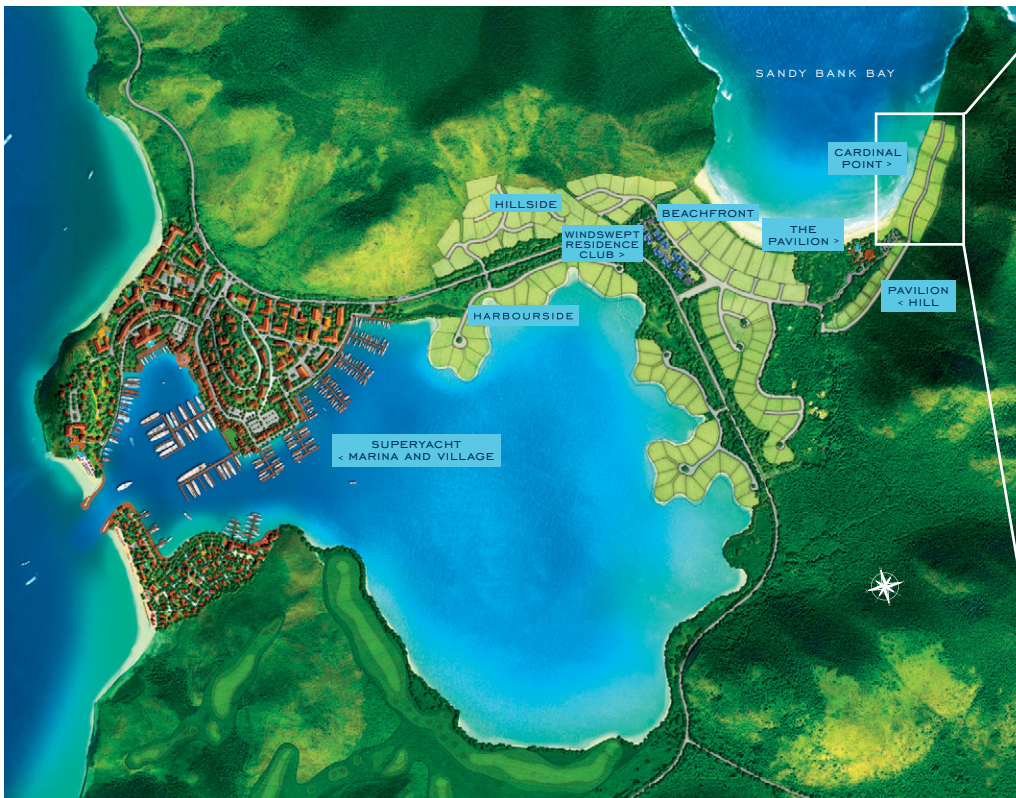 SANDY BANK BAY
CARDINAL
POINT >
HILLSIDE
BEACHFRONT
WINDSWEPT
RESIDENCE
CLUB >
THE
PAVILION >
PAVILION
< HILL
HARBOURSIDE
SUPERYACHT
< MARINA AND VILLAGE